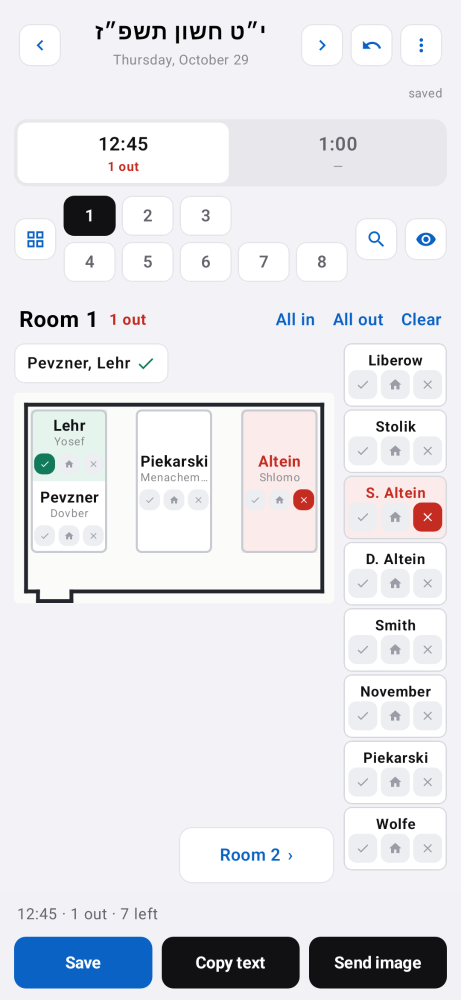 י״ט חשון תשפ״ז
Thursday, October 29
saved
12:45
1 out
1:00
—
1
2
3
4
5
6
7
8
Room 1
1 out
All in
All out
Clear
Pevzner, Lehr
Lehr
Yosef
Pevzner
Dovber
Piekarski
Menachem…
Altein
Shlomo
Liberow
Stolik
S. Altein
D. Altein
Smith
November
Piekarski
Wolfe
Room 2 ›
12:45 · 1 out · 7 left
Save
Copy text
Send image